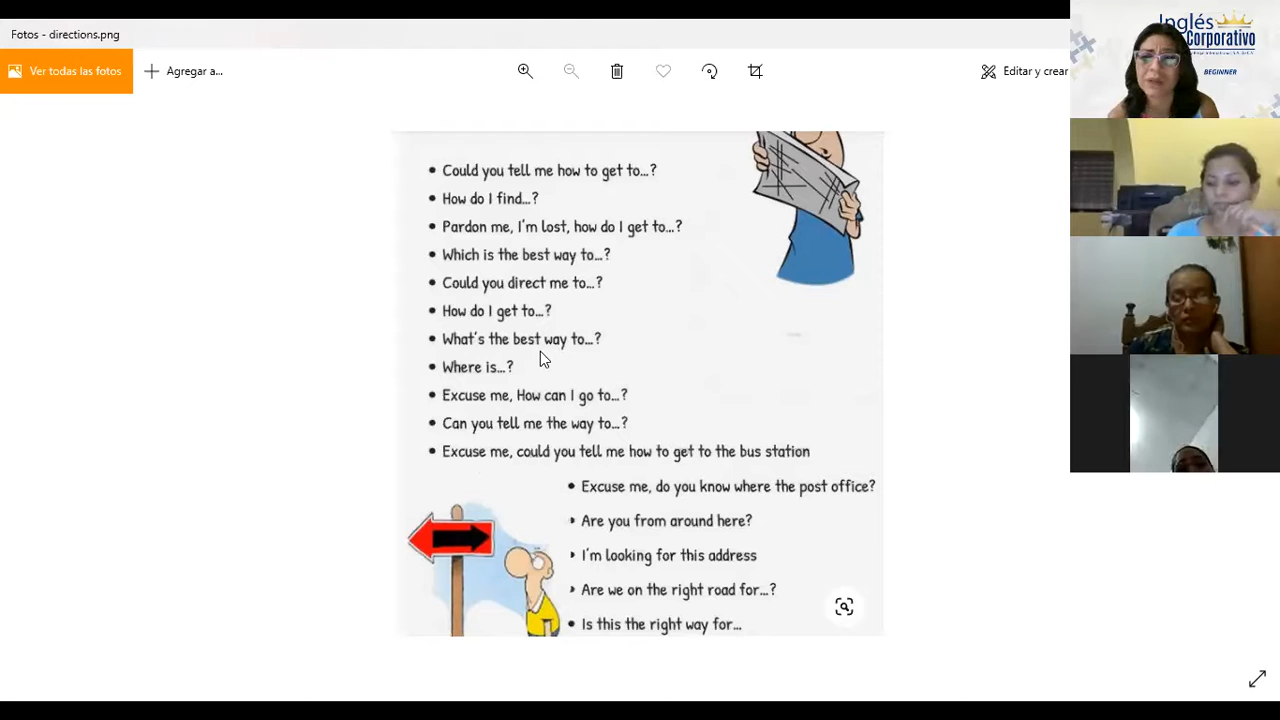 Fotos - directions.png
Ver todas las fotos
Agregar a...
Editar y crear
Inglés
Corporativo
BEGINNER
Could you tell me how to get to...?
How do I find...?
Pardon me, I'm lost, how do I get to...?
Which is the best way to...?
Could you direct me to...?
How do I get to...?
What's the best way to...?
Where is...?
Excuse me, How can I go to...?
Can you tell me the way to...?
Excuse me, could you tell me how to get to the bus station
Excuse me, do you know where the post office?
Are you from around here?
I'm looking for this address
Are we on the right road for...?
Is this the right way for...